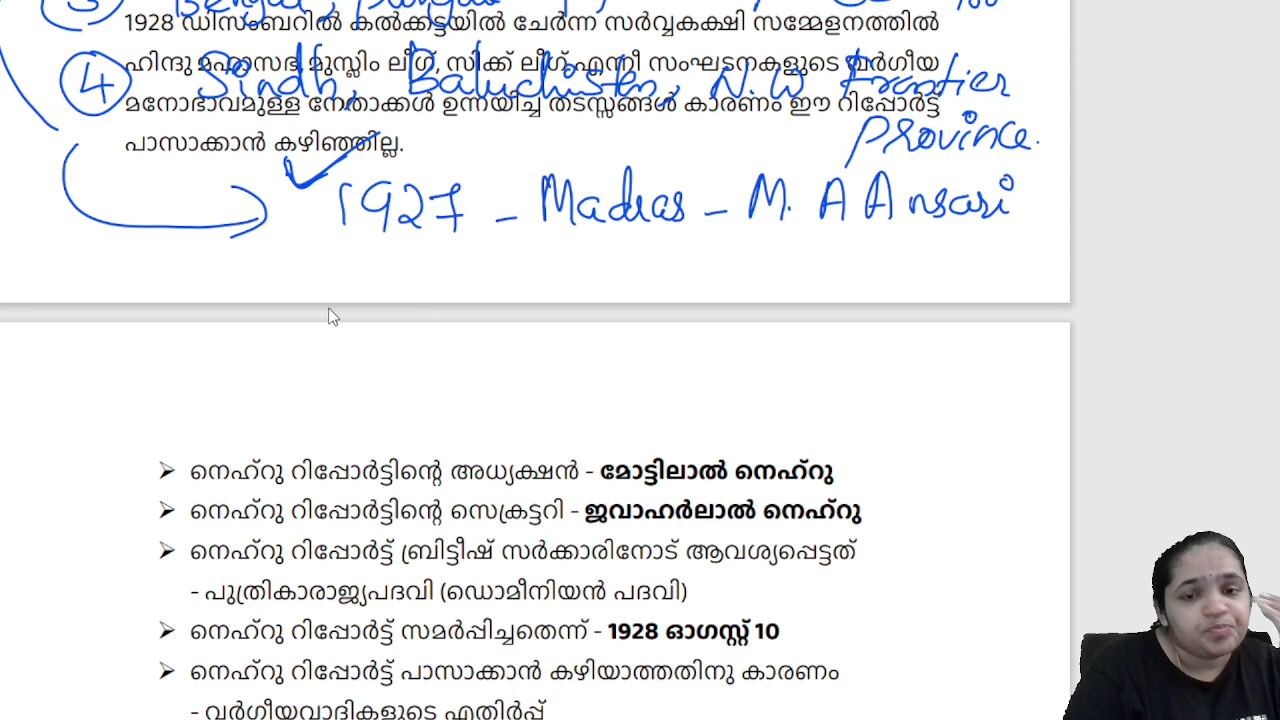 3 Bengal, Punjab
1928 ഡിസംബറിൽ കൽക്കട്ടയിൽ ചേർന്ന സർവ്വകക്ഷി സമ്മേളനത്തിൽ
ഹിന്ദു മഹാസഭ, മുസ്ലിം ലീഗ്, സിക്ക് ലീഗ് എന്നീ സംഘടനകളുടെ വർഗീയ
4 Sindh, Baluchistan, N.W Frontier
മനോഭാവമുള്ള നേതാക്കൾ ഉന്നയിച്ച തടസ്സങ്ങൾ കാരണം ഈ റിപ്പോർട്ട്
province.
പാസാക്കാൻ കഴിഞ്ഞില്ല.
1927 - Madras - M. A Ansari
➢ നെഹ്‌റു റിപ്പോർട്ടിന്റെ അധ്യക്ഷൻ - മോട്ടിലാൽ നെഹ്‌റു
➢ നെഹ്‌റു റിപ്പോർട്ടിന്റെ സെക്രട്ടറി - ജവാഹർലാൽ നെഹ്‌റു
➢ നെഹ്‌റു റിപ്പോർട്ട് ബ്രിട്ടീഷ് സർക്കാരിനോട് ആവശ്യപ്പെട്ടത്
- പുത്രികാരാജ്യപദവി (ഡൊമീനിയൻ പദവി)
➢ നെഹ്‌റു റിപ്പോർട്ട് സമർപ്പിച്ചതെന്ന് - 1928 ഓഗസ്റ്റ് 10
➢ നെഹ്‌റു റിപ്പോർട്ട് പാസാക്കാൻ കഴിയാത്തതിനു കാരണം
- വർഗീയവാദികളുടെ എതിർപ്പ്